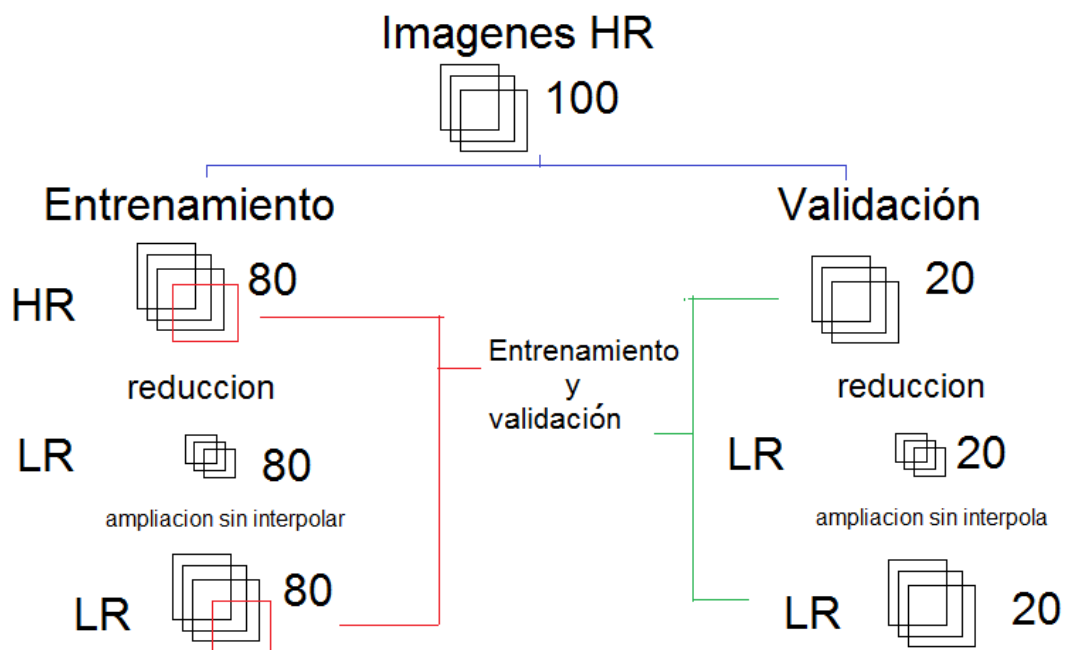 Imagenes HR
100
Entrenamiento
Validación
HR
80
20
Entrenamiento
y
validación
reduccion
reduccion
LR
80
LR
20
ampliacion sin interpolar
ampliacion sin interpola
LR
80
LR
20